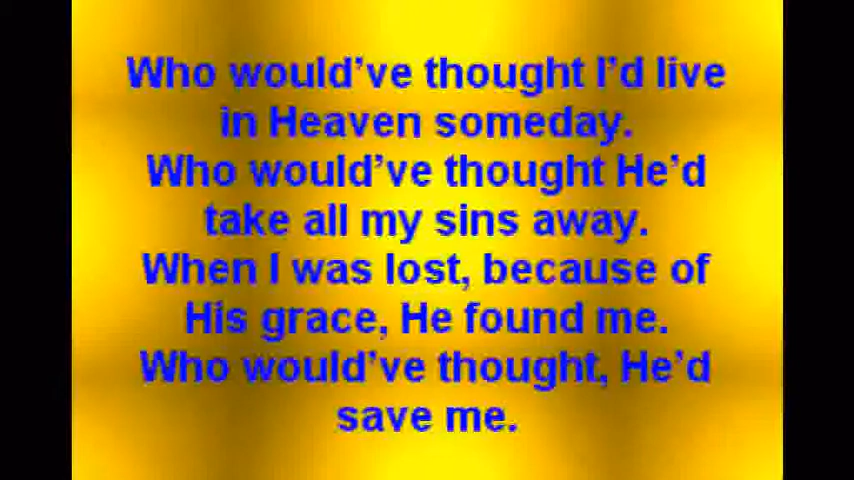 Who would've thought I'd live
in Heaven someday.
Who would've thought He'd
take all my sins away.
When I was lost, because of
His grace, He found me.
Who would've thought, He'd
save me.